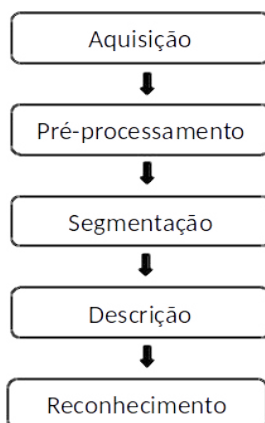 Aquisição
Pré-processamento
Segmentação
Descrição
Reconhecimento